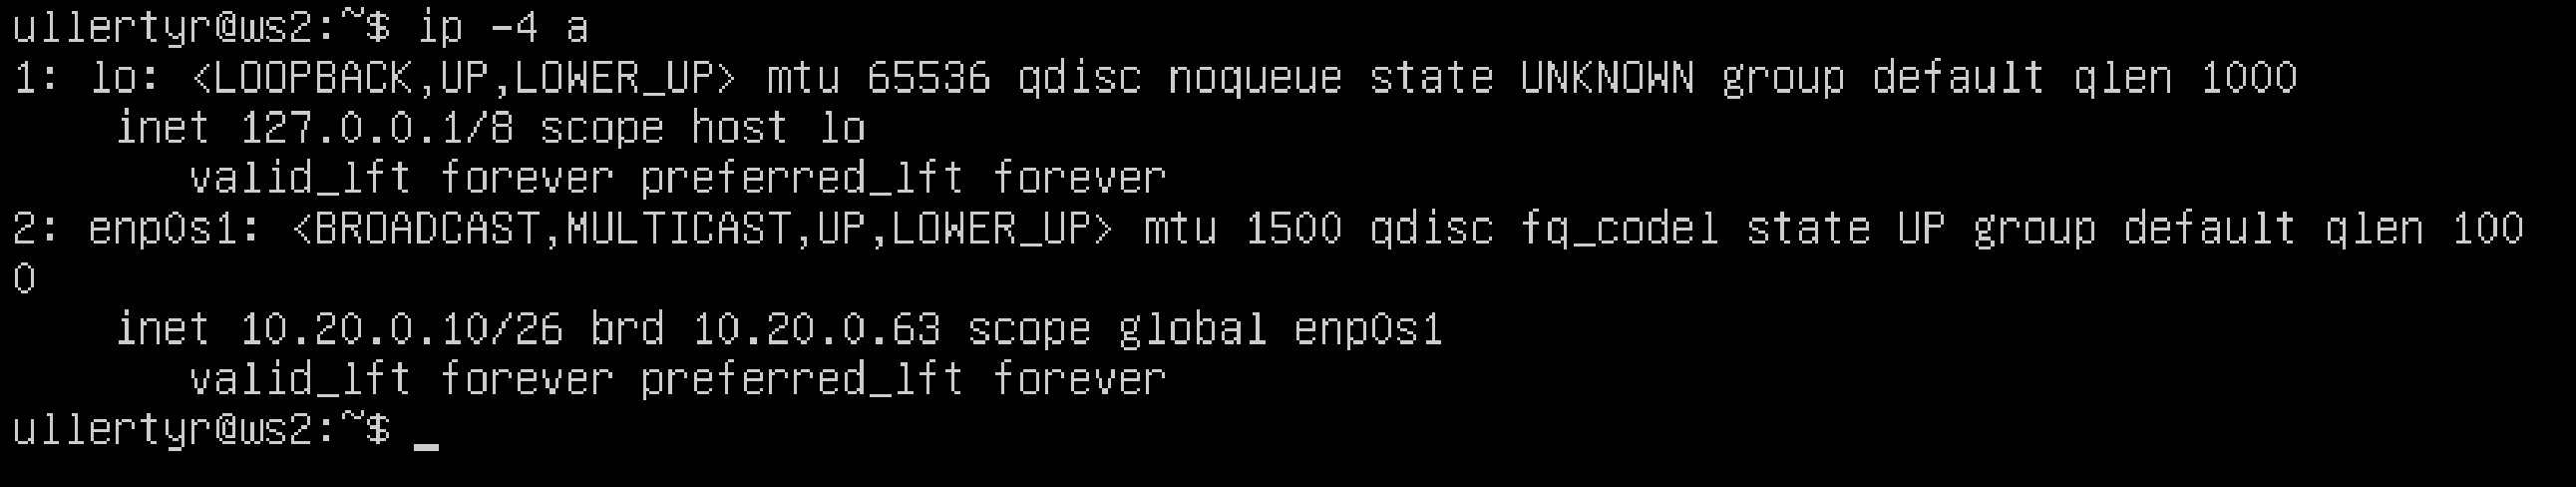 ullertyr@ws2:~$ ip -4 a
1: lo: <LOOPBACK,UP,LOWER_UP> mtu 65536 qdisc noqueue state UNKNOWN group default qlen 1000
    inet 127.0.0.1/8 scope host lo
       valid_lft forever preferred_lft forever
2: enp0s1: <BROADCAST,MULTICAST,UP,LOWER_UP> mtu 1500 qdisc fq_codel state UP group default qlen 100
0
    inet 10.20.0.10/26 brd 10.20.0.63 scope global enp0s1
       valid_lft forever preferred_lft forever
ullertyr@ws2:~$ _